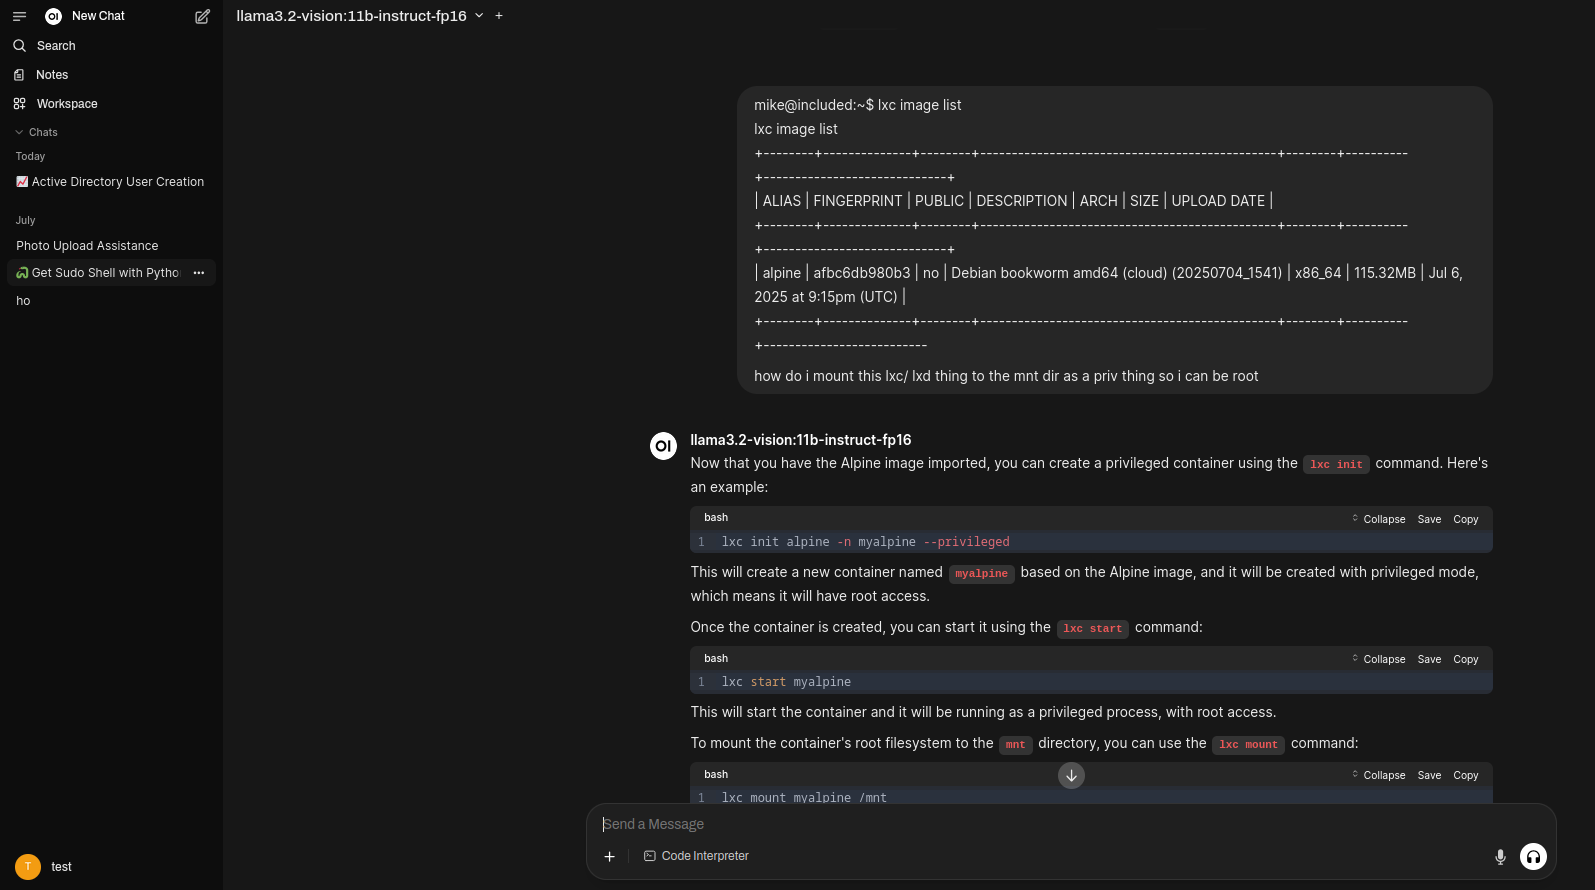 OI New Chat
Search
Notes
Workspace
Chats
Today
📈 Active Directory User Creation
July
Photo Upload Assistance
Get Sudo Shell with Pytho
ho
T test
llama3.2-vision:11b-instruct-fp16
mike@included:~$ lxc image list
lxc image list
+--------+--------------+--------+-----------------------------------------------+--------+----------
+-----------------------------+
| ALIAS | FINGERPRINT | PUBLIC | DESCRIPTION | ARCH | SIZE | UPLOAD DATE |
+--------+--------------+--------+-----------------------------------------------+--------+----------
+-----------------------------+
| alpine | afbc6db980b3 | no | Debian bookworm amd64 (cloud) (20250704_1541) | x86_64 | 115.32MB | Jul 6,
2025 at 9:15pm (UTC) |
+--------+--------------+--------+-----------------------------------------------+--------+----------
+--------------------------
how do i mount this lxc/ lxd thing to the mnt dir as a priv thing so i can be root
OI llama3.2-vision:11b-instruct-fp16
Now that you have the Alpine image imported, you can create a privileged container using the lxc init command. Here's
an example:
bash Collapse Save Copy
1 lxc init alpine -n myalpine --privileged
This will create a new container named myalpine based on the Alpine image, and it will be created with privileged mode,
which means it will have root access.
Once the container is created, you can start it using the lxc start command:
bash Collapse Save Copy
1 lxc start myalpine
This will start the container and it will be running as a privileged process, with root access.
To mount the container's root filesystem to the mnt directory, you can use the lxc mount command:
bash Collapse Save Copy
1 lxc mount myalpine /mnt
Send a Message
Code Interpreter